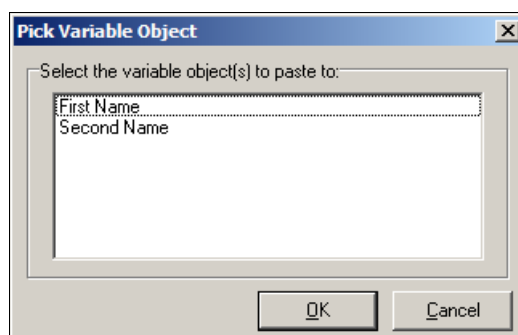 Pick Variable Object
Select the variable object(s) to paste to:
First Name
Second Name
OK
Cancel